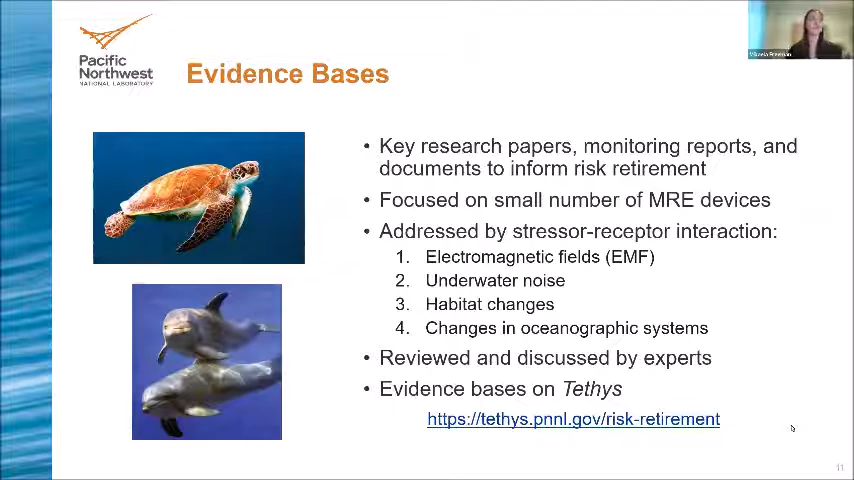 Pacific
Northwest
NATIONAL LABORATORY
Evidence Bases
• Key research papers, monitoring reports, and
documents to inform risk retirement
• Focused on small number of MRE devices
• Addressed by stressor-receptor interaction:
1. Electromagnetic fields (EMF)
2. Underwater noise
3. Habitat changes
4. Changes in oceanographic systems
• Reviewed and discussed by experts
• Evidence bases on Tethys
https://tethys.pnnl.gov/risk-retirement
Mikaela Freeman
11